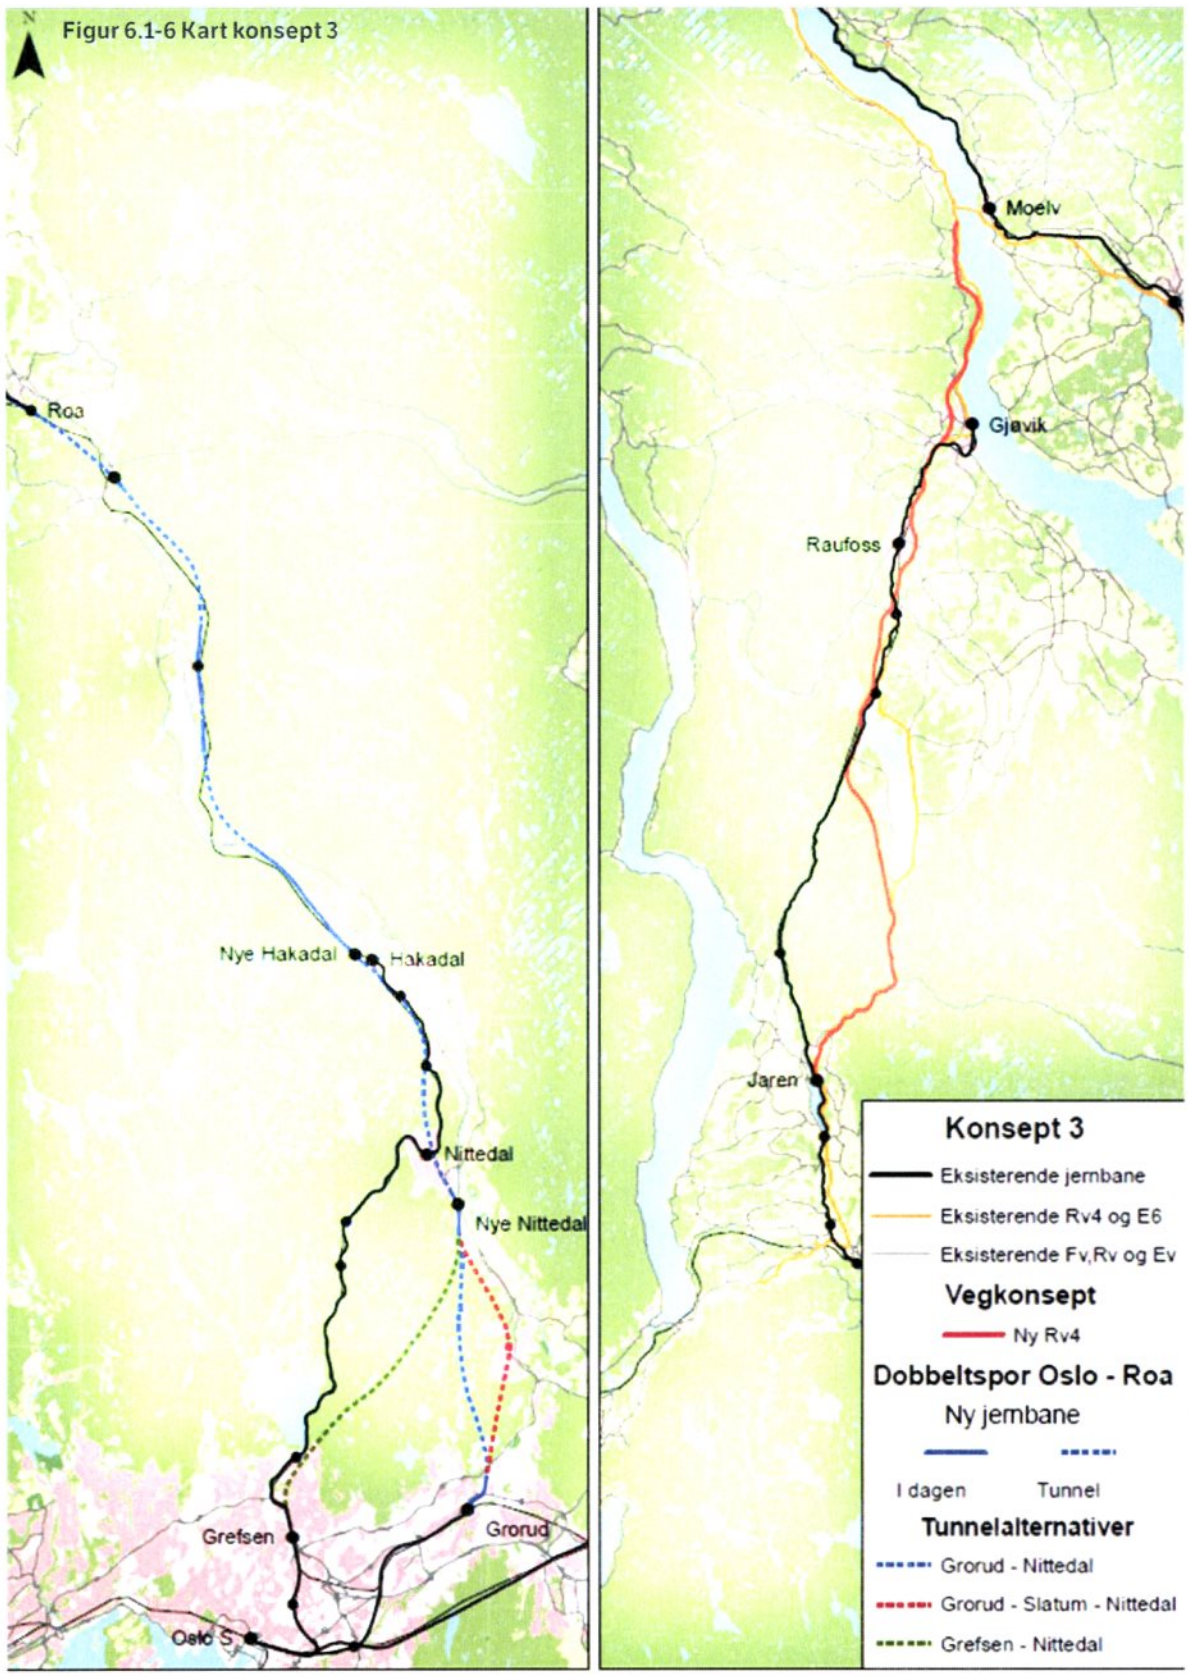 N
Figur 6.1-6 Kart konsept 3
Roa
Nye Hakadal
Hakadal
Nittedal
Nye Nittedal
Grefsen
Grorud
Oslo S
Moelv
Gjøvik
Raufoss
Jaren
Konsept 3
Eksisterende jernbane
Eksisterende Rv4 og E6
Eksisterende Fv,Rv og Ev
Vegkonsept
Ny Rv4
Dobbeltspor Oslo - Roa
Ny jernbane
I dagen
Tunnel
Tunnelalternativer
Grorud - Nittedal
Grorud - Slatum - Nittedal
Grefsen - Nittedal